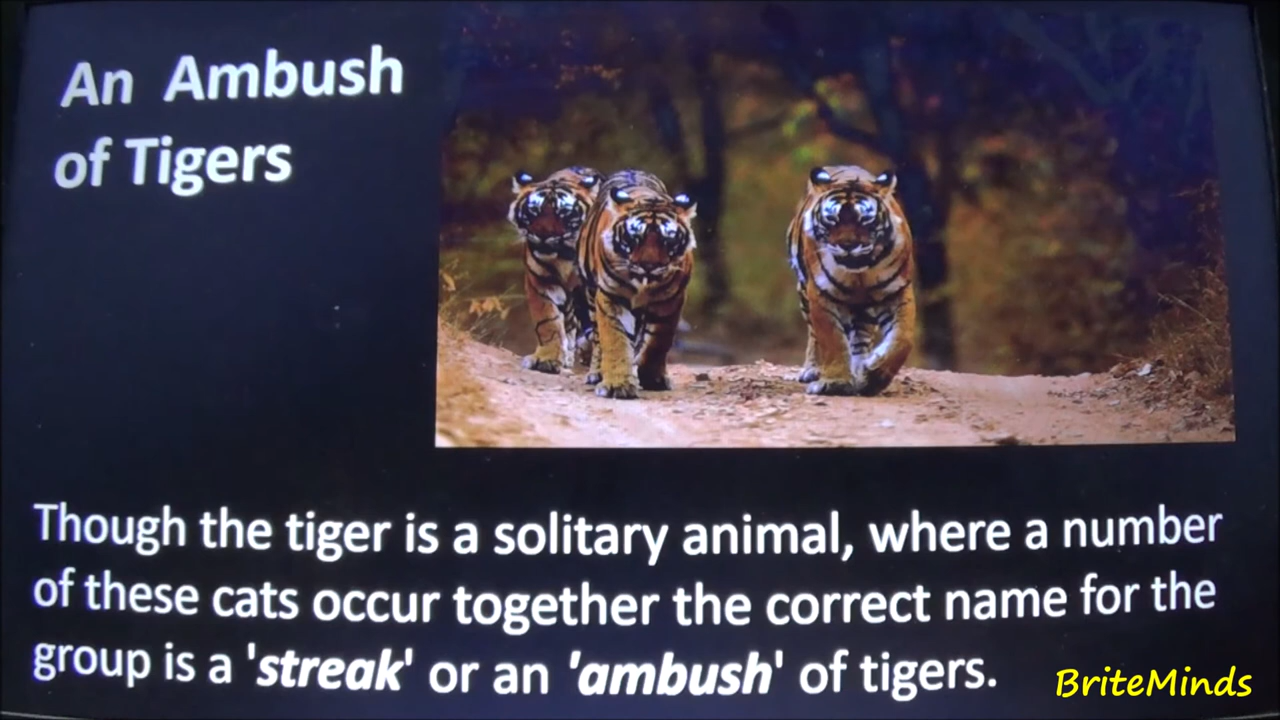 An Ambush
of Tigers
Though the tiger is a solitary animal, where a number
of these cats occur together the correct name for the
group is a 'streak' or an 'ambush' of tigers.
BriteMinds